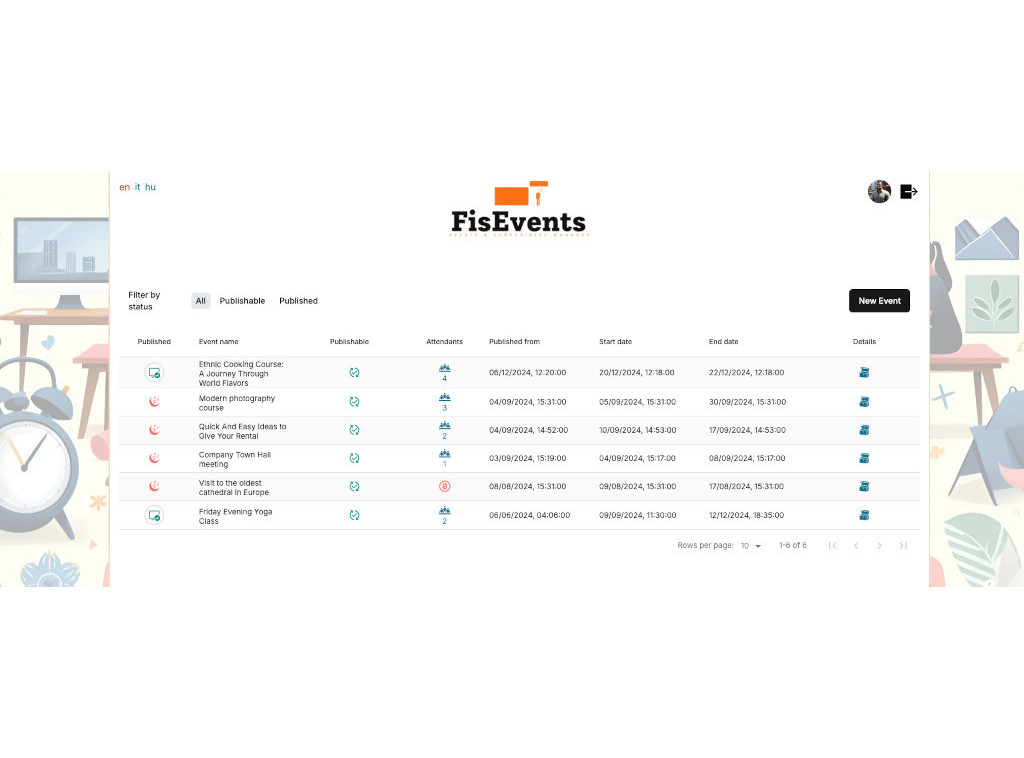 en it hu
FisEvents
Filter by
status
All Publishable Published
New Event
Published Event name Publishable Attendants Published from Start date End date Details
Ethnic Cooking Course:
A Journey Through
World Flavors
4 06/12/2024, 12:20:00 20/12/2024, 12:18:00 22/12/2024, 12:18:00
Modern photography
course
3 04/09/2024, 15:31:00 05/09/2024, 15:31:00 30/09/2024, 15:31:00
Quick And Easy Ideas to
Give Your Rental
2 04/09/2024, 14:52:00 10/09/2024, 14:53:00 17/09/2024, 14:53:00
Company Town Hall
meeting
1 03/09/2024, 15:19:00 04/09/2024, 15:17:00 08/09/2024, 15:17:00
Visit to the oldest
cathedral in Europe
0 08/08/2024, 15:31:00 09/08/2024, 15:31:00 17/08/2024, 15:31:00
Friday Evening Yoga
Class
2 06/06/2024, 04:06:00 09/09/2024, 11:30:00 12/12/2024, 18:35:00
Rows per page: 10 1-6 of 6